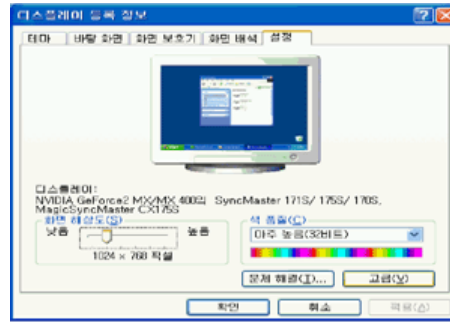 디스플레이 등록 정보
테마 바탕 화면 화면 보호기 화면 배색 설정
디스플레이:
NVIDIA GeForce2 MX/MX 400의 SyncMaster 171S/ 175S/ 170S,
MagicSyncMaster CX175S
화면 해상도(S)
낮음 높음
1024 × 768 픽셀
색 품질(C)
아주 높음(32비트)
문제 해결(T)... 고급(V)
확인 취소 적용(A)